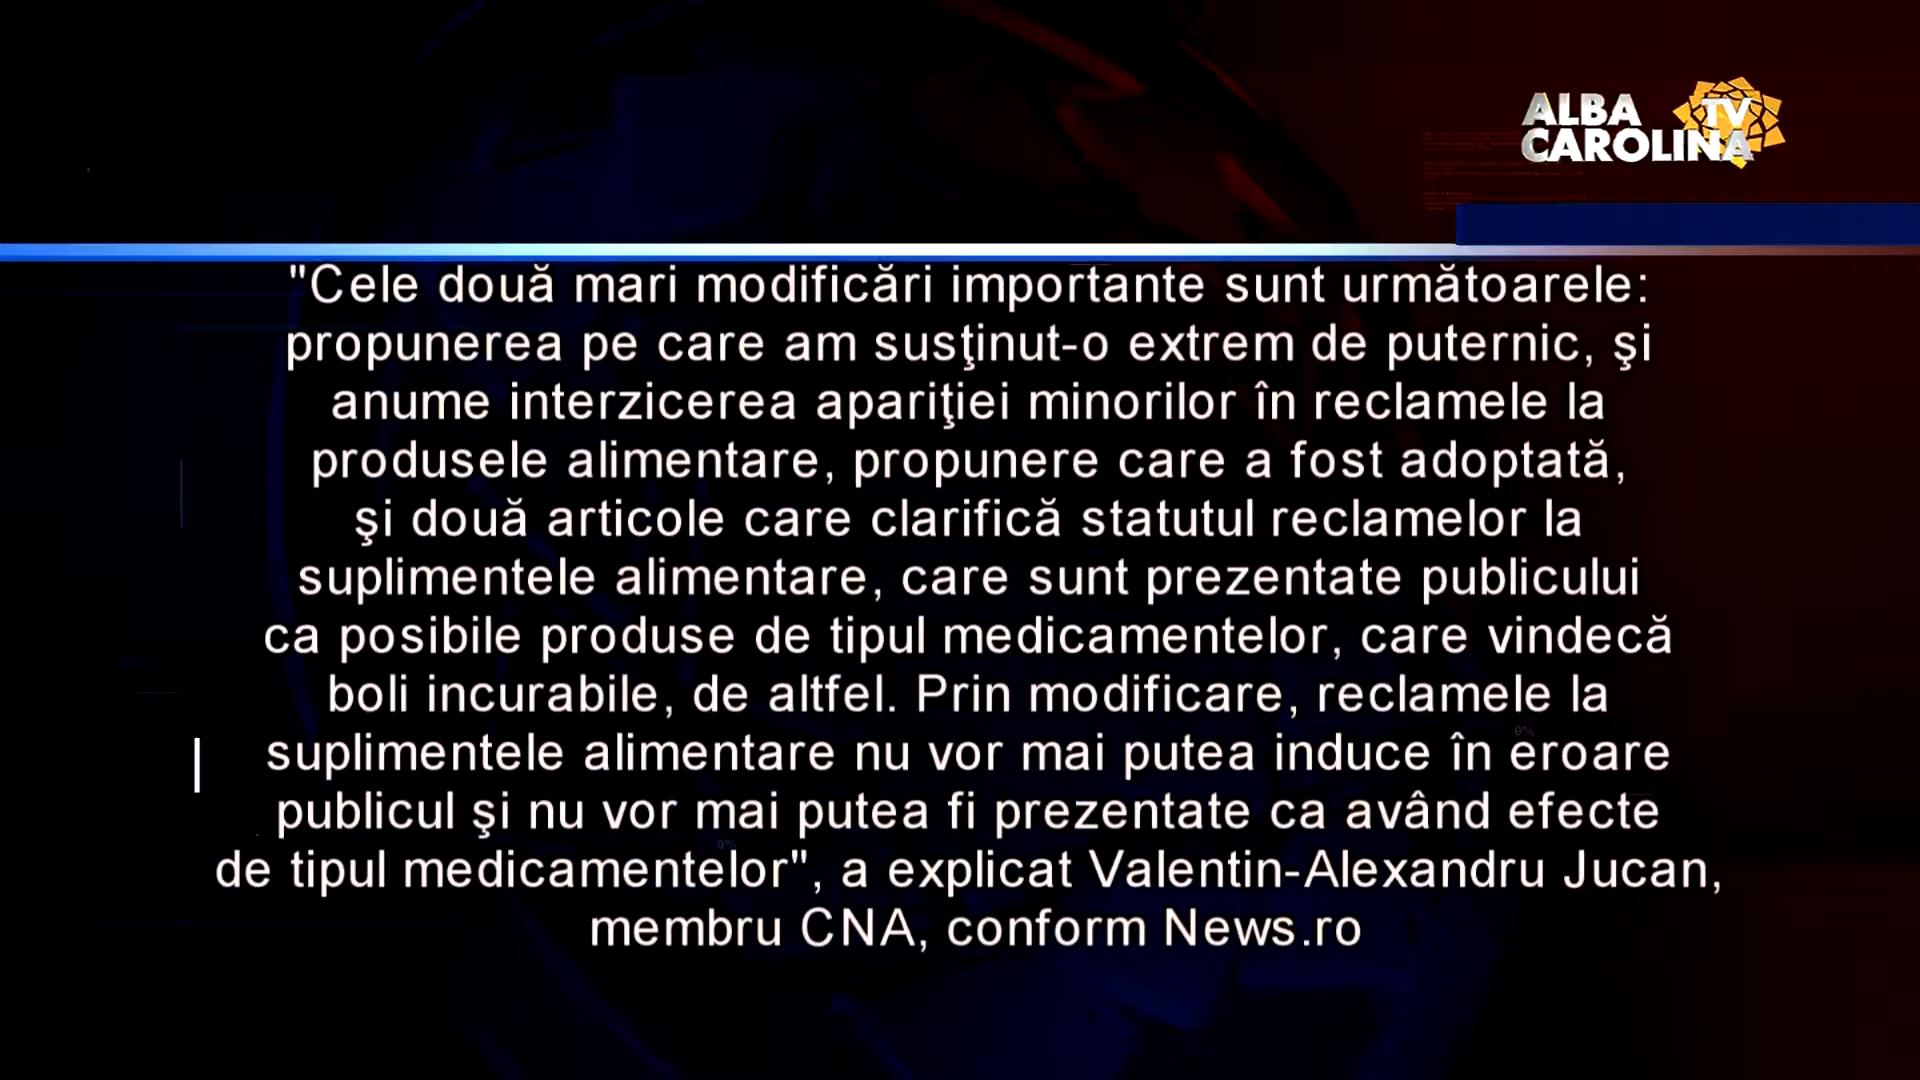 ALBA TV
CAROLINA
"Cele două mari modificări importante sunt următoarele:
propunerea pe care am susţinut-o extrem de puternic, şi
anume interzicerea apariţiei minorilor în reclamele la
produsele alimentare, propunere care a fost adoptată,
şi două articole care clarifică statutul reclamelor la
suplimentele alimentare, care sunt prezentate publicului
ca posibile produse de tipul medicamentelor, care vindecă
boli incurabile, de altfel. Prin modificare, reclamele la
suplimentele alimentare nu vor mai putea induce în eroare
publicul şi nu vor mai putea fi prezentate ca având efecte
de tipul medicamentelor", a explicat Valentin-Alexandru Jucan,
membru CNA, conform News.ro